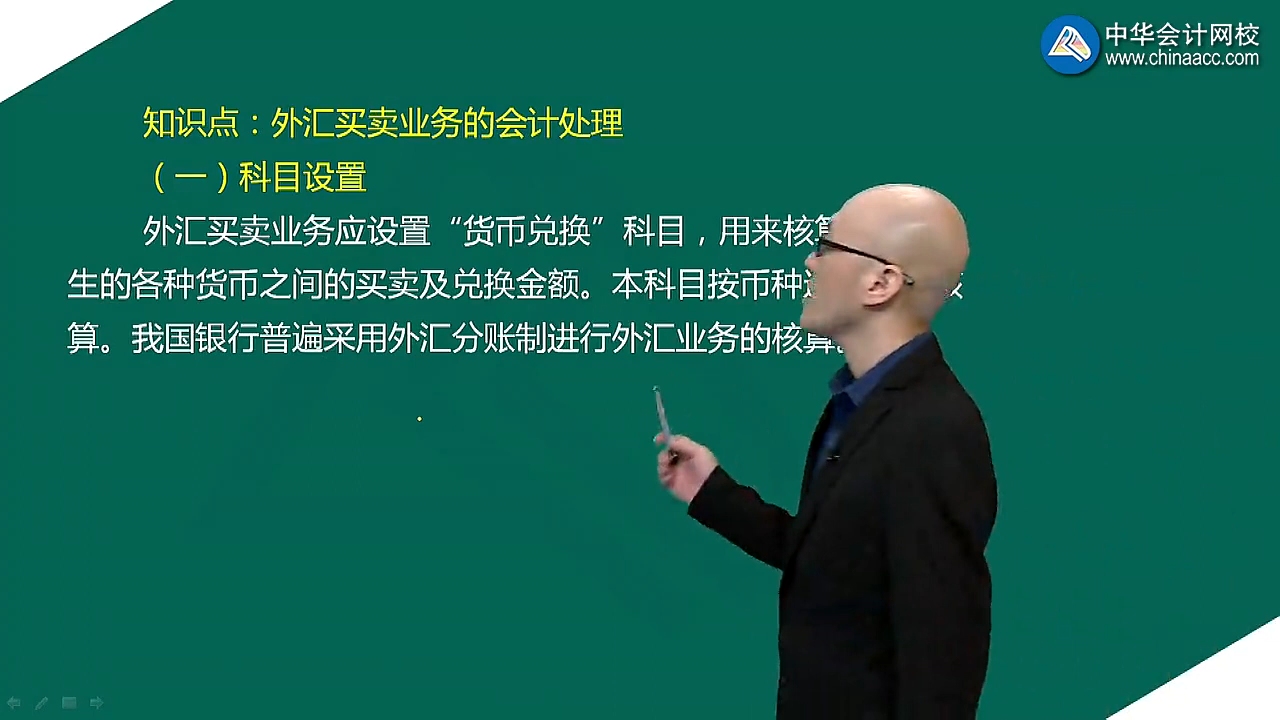 中华会计网校
www.chinaacc.com
知识点：外汇买卖业务的会计处理
（一）科目设置
外汇买卖业务应设置“货币兑换”科目，用来核算
生的各种货币之间的买卖及兑换金额。本科目按币种
算。我国银行普遍采用外汇分账制进行外汇业务的核算。